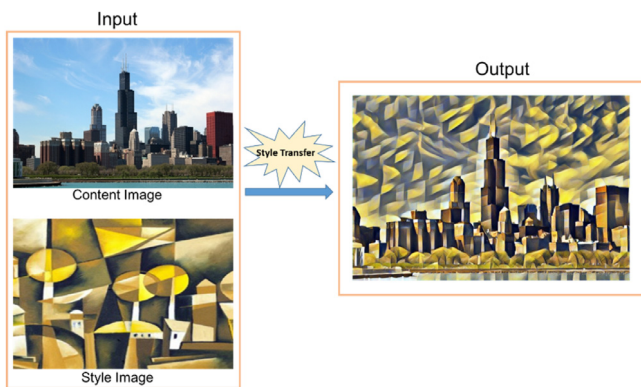 Input
Content Image
Style Image
Style Transfer
Output